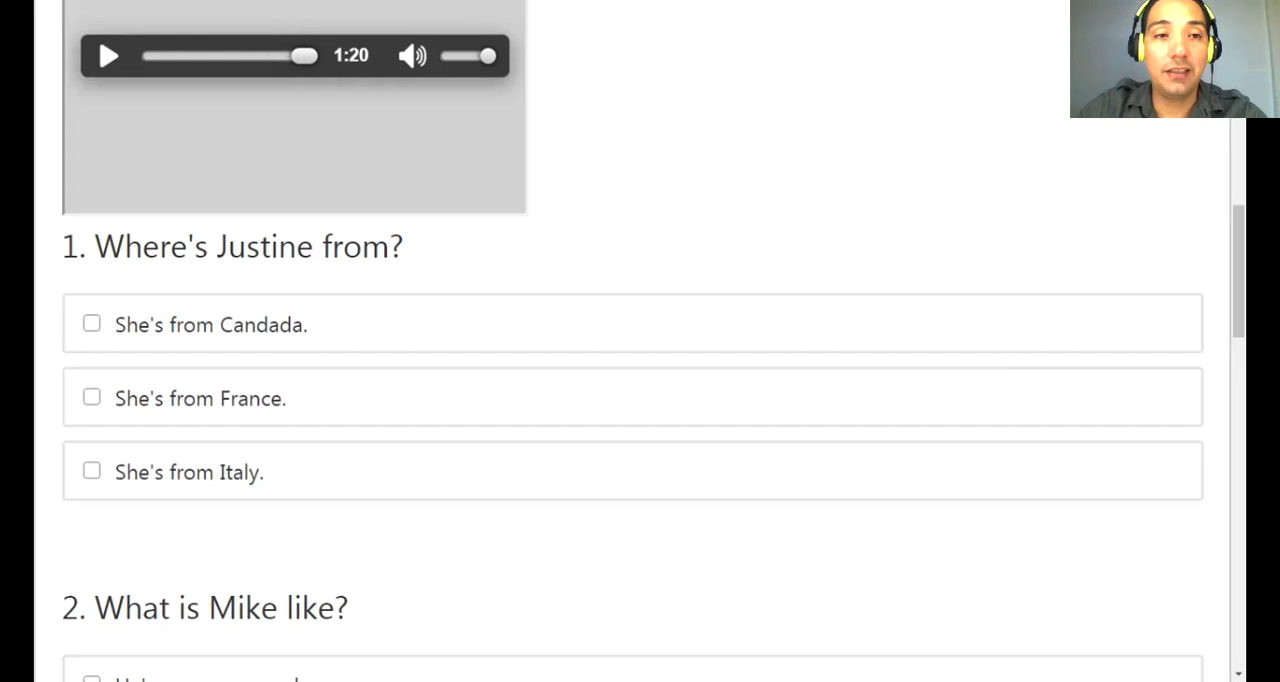 1:20
1. Where's Justine from?
She's from Candada.
She's from France.
She's from Italy.
2. What is Mike like?